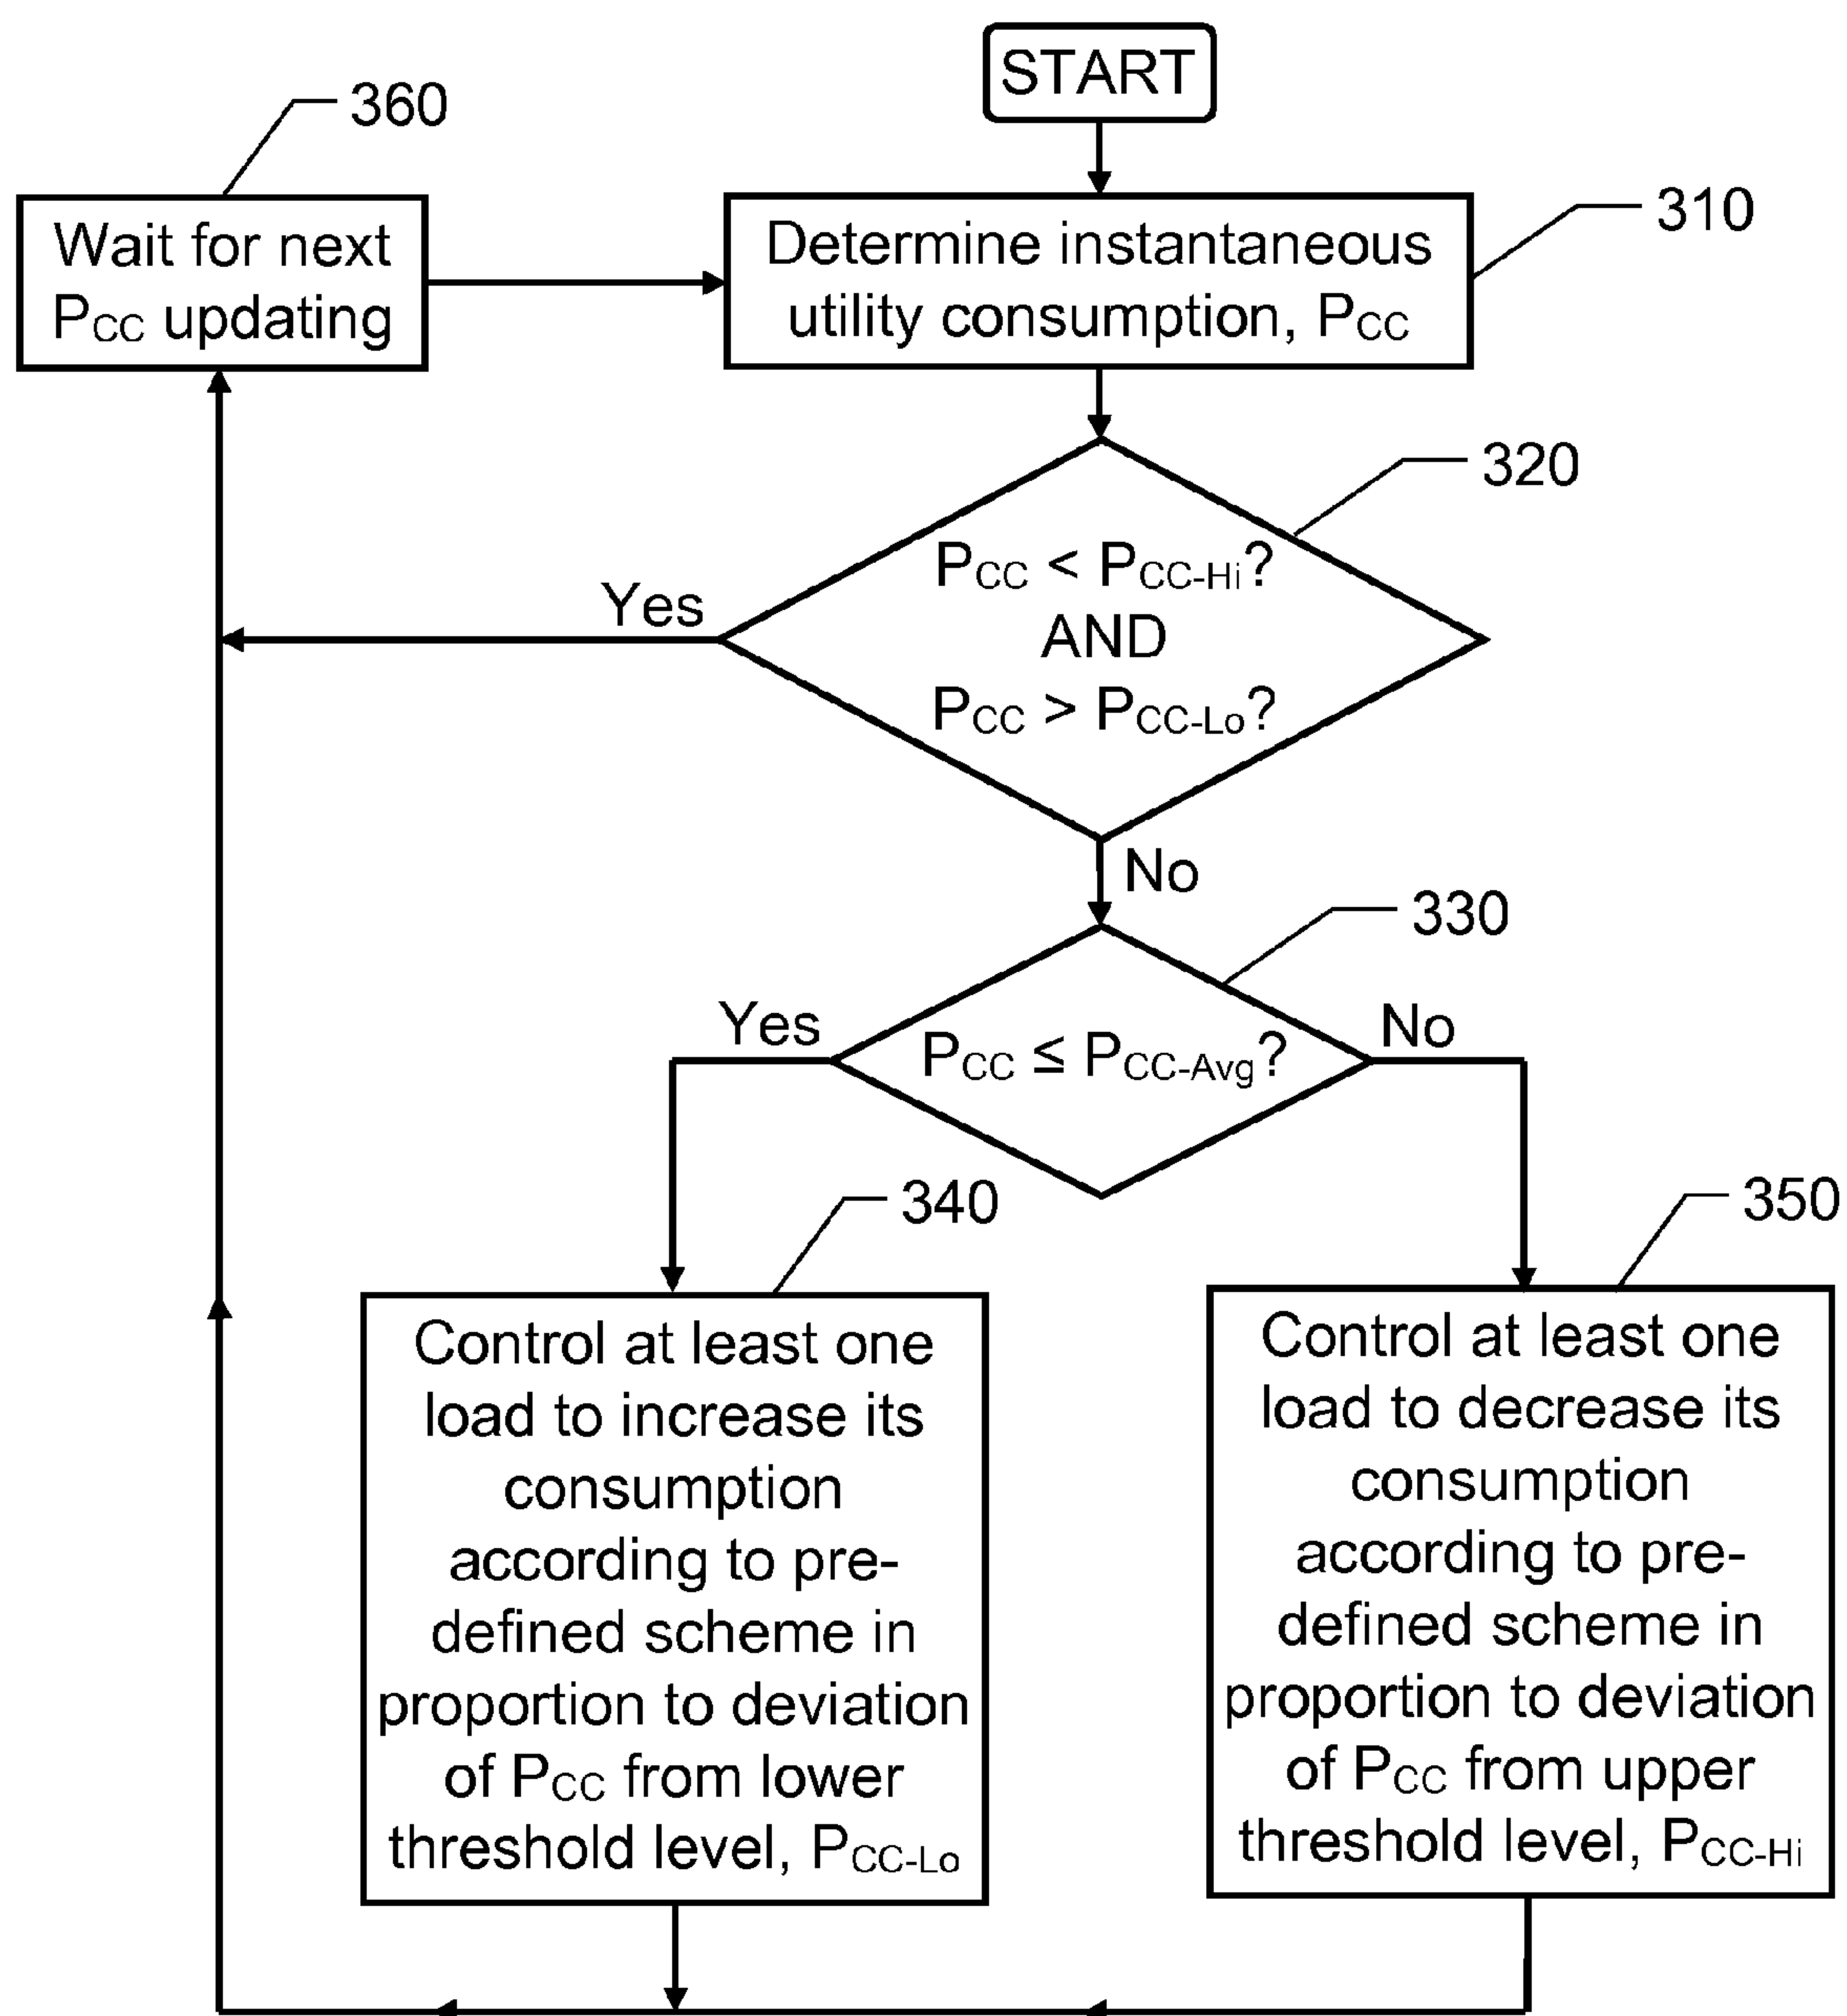 START
360
Wait for next
PCC updating
310
Determine instantaneous
utility consumption, PCC
320
PCC < PCC-Hi?
AND
PCC > PCC-Lo?
Yes
No
330
PCC ≤ PCC-Avg?
Yes
No
340
Control at least one
load to increase its
consumption
according to pre-
defined scheme in
proportion to deviation
of PCC from lower
threshold level, PCC-Lo
350
Control at least one
load to decrease its
consumption
according to pre-
defined scheme in
proportion to deviation
of PCC from upper
threshold level, PCC-Hi